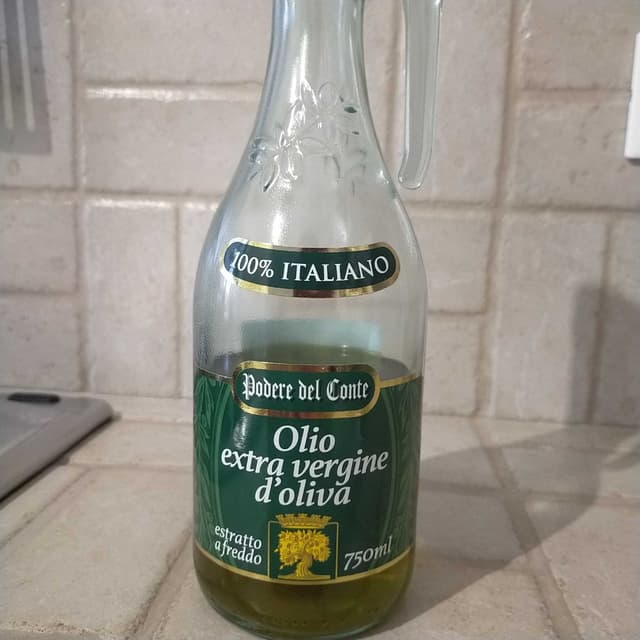 100% ITALIANO
Podere del Conte
Olio
extra vergine
d'oliva
estratto
a freddo
750ml